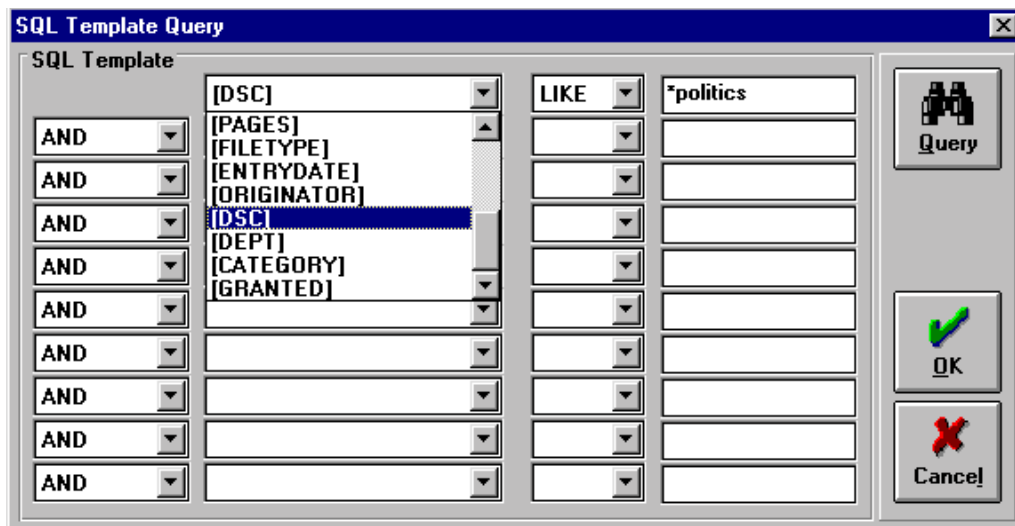 SQL Template Query
SQL Template
[DSC] LIKE *politics
AND [PAGES]
[FILETYPE]
AND [ENTRYDATE]
[ORIGINATOR]
AND [DSC]
[DEPT]
AND [CATEGORY]
[GRANTED]
AND
AND
AND
AND
AND
Query
OK
Cancel